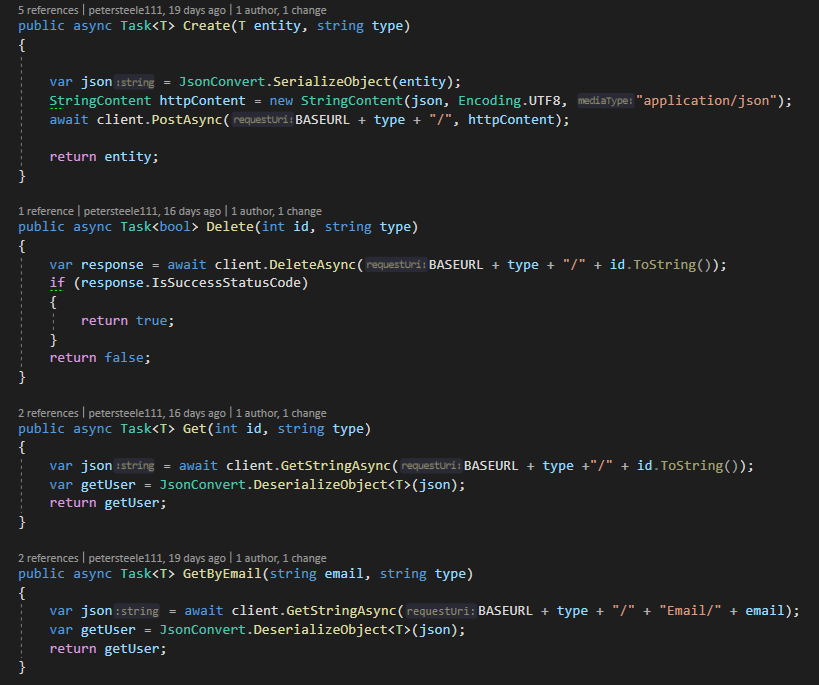 5 references | petersteele111, 19 days ago | 1 author, 1 change
public async Task<T> Create(T entity, string type)
{
var json:string = JsonConvert.SerializeObject(entity);
StringContent httpContent = new StringContent(json, Encoding.UTF8, mediaType:"application/json");
await client.PostAsync(requestUri:BASEURL + type + "/", httpContent);
return entity;
}
1 reference | petersteele111, 16 days ago | 1 author, 1 change
public async Task<bool> Delete(int id, string type)
{
var response = await client.DeleteAsync(requestUri:BASEURL + type + "/" + id.ToString());
if (response.IsSuccessStatusCode)
{
return true;
}
return false;
}
2 references | petersteele111, 16 days ago | 1 author, 1 change
public async Task<T> Get(int id, string type)
{
var json:string = await client.GetStringAsync(requestUri:BASEURL + type +"/" + id.ToString());
var getUser = JsonConvert.DeserializeObject<T>(json);
return getUser;
}
2 references | petersteele111, 19 days ago | 1 author, 1 change
public async Task<T> GetByEmail(string email, string type)
{
var json:string = await client.GetStringAsync(requestUri:BASEURL + type + "/" + "Email/" + email);
var getUser = JsonConvert.DeserializeObject<T>(json);
return getUser;
}